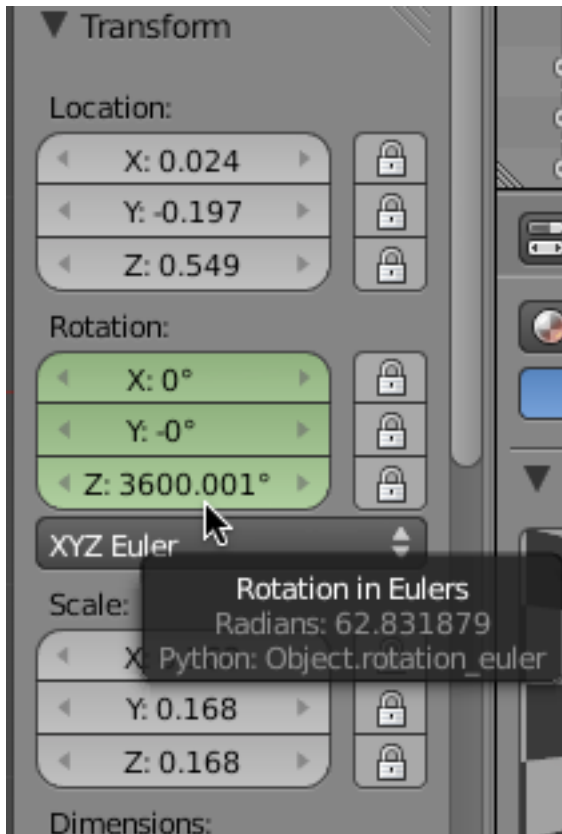 Transform
Location:
X: 0.024
Y: -0.197
Z: 0.549
Rotation:
X: 0°
Y: -0°
Z: 3600.001°
XYZ Euler
Rotation in Eulers
Radians: 62.831879
Python: Object.rotation_euler
Scale:
X
Y: 0.168
Z: 0.168
Dimensions: